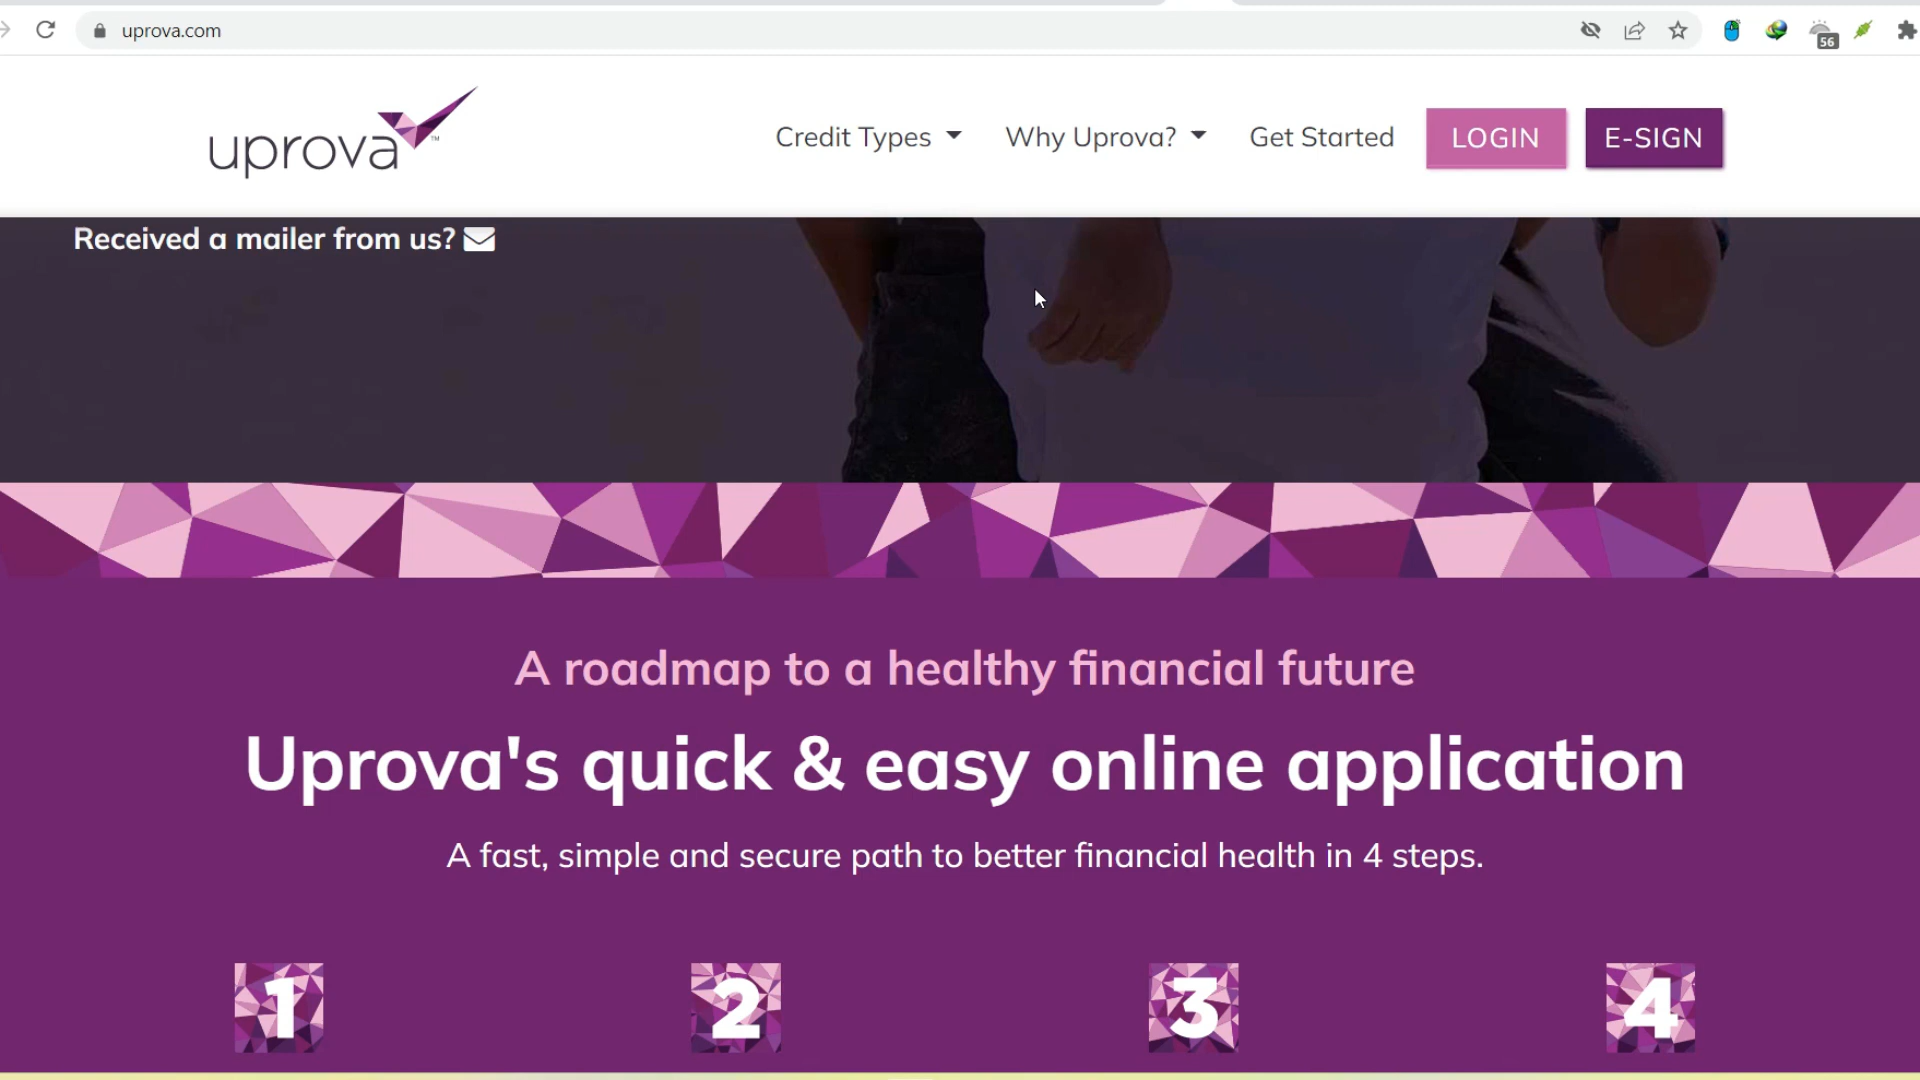 uprova.com
56
uprova™
Credit Types
Why Uprova?
Get Started
LOGIN
E-SIGN
Received a mailer from us?
A roadmap to a healthy financial future
Uprova's quick & easy online application
A fast, simple and secure path to better financial health in 4 steps.
1
2
3
4